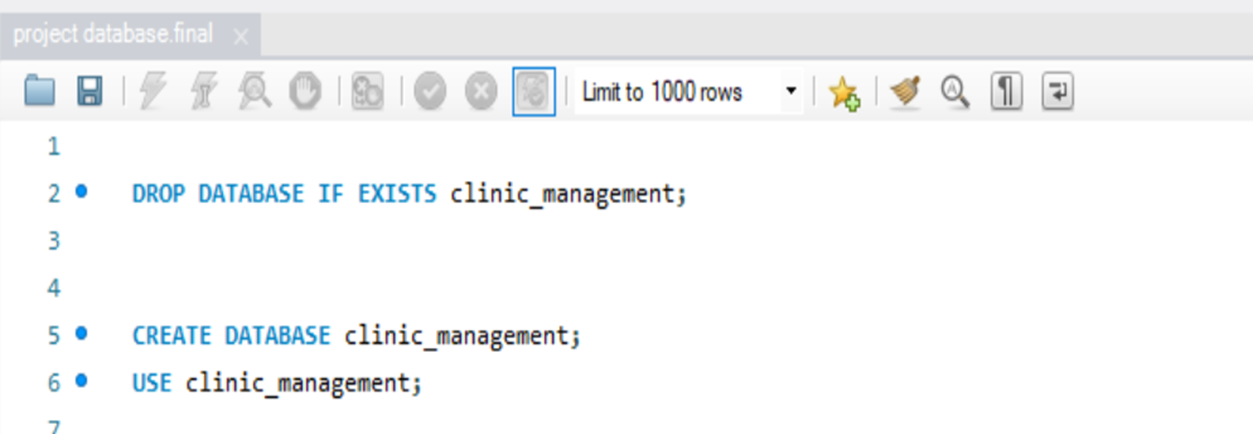 project database.final
Limit to 1000 rows
1
2 DROP DATABASE IF EXISTS clinic_management;
3
4
5 CREATE DATABASE clinic_management;
6 USE clinic_management;
7